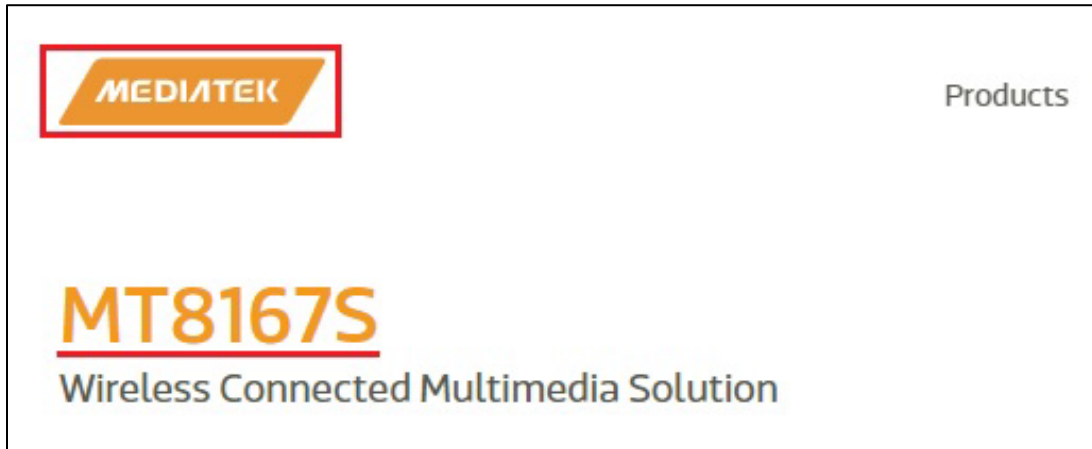 MEDIATEK
Products
MT8167S
Wireless Connected Multimedia Solution